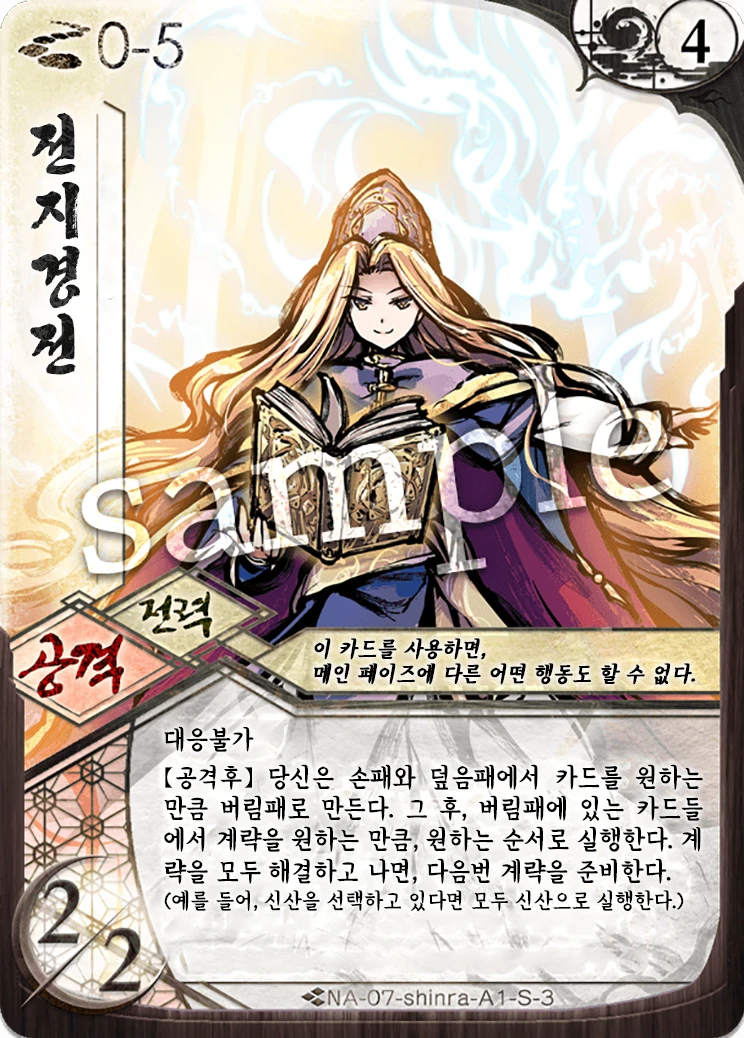 0-5
4
전지경전
sample
전력
공격
이 카드를 사용하면,
메인 페이즈에 다른 어떤 행동도 할 수 없다.
대응불가
【공격후】 당신은 손패와 덮음패에서 카드를 원하는
만큼 버림패로 만든다. 그 후, 버림패에 있는 카드들
에서 계략을 원하는 만큼, 원하는 순서로 실행한다. 계
략을 모두 해결하고 나면, 다음번 계략을 준비한다.
(예를 들어, 신산을 선택하고 있다면 모두 신산으로 실행한다.)
2/2
NA-07-shinra-A1-S-3